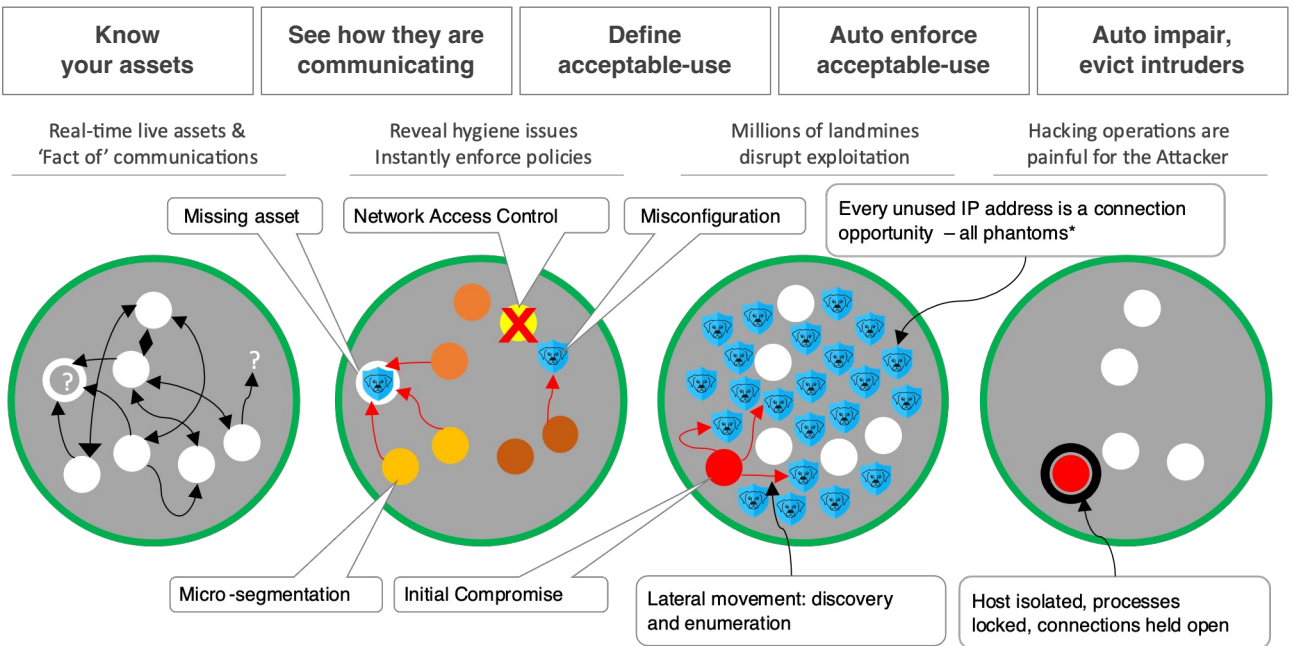 Know
your assets
See how they are
communicating
Define
acceptable-use
Auto enforce
acceptable-use
Auto impair,
evict intruders
Real-time live assets &
‘Fact of’ communications
Reveal hygiene issues
Instantly enforce policies
Millions of landmines
disrupt exploitation
Hacking operations are
painful for the Attacker
Missing asset
Network Access Control
Misconfiguration
Every unused IP address is a connection
opportunity – all phantoms*
?
?
X
Micro-segmentation
Initial Compromise
Lateral movement: discovery
and enumeration
Host isolated, processes
locked, connections held open